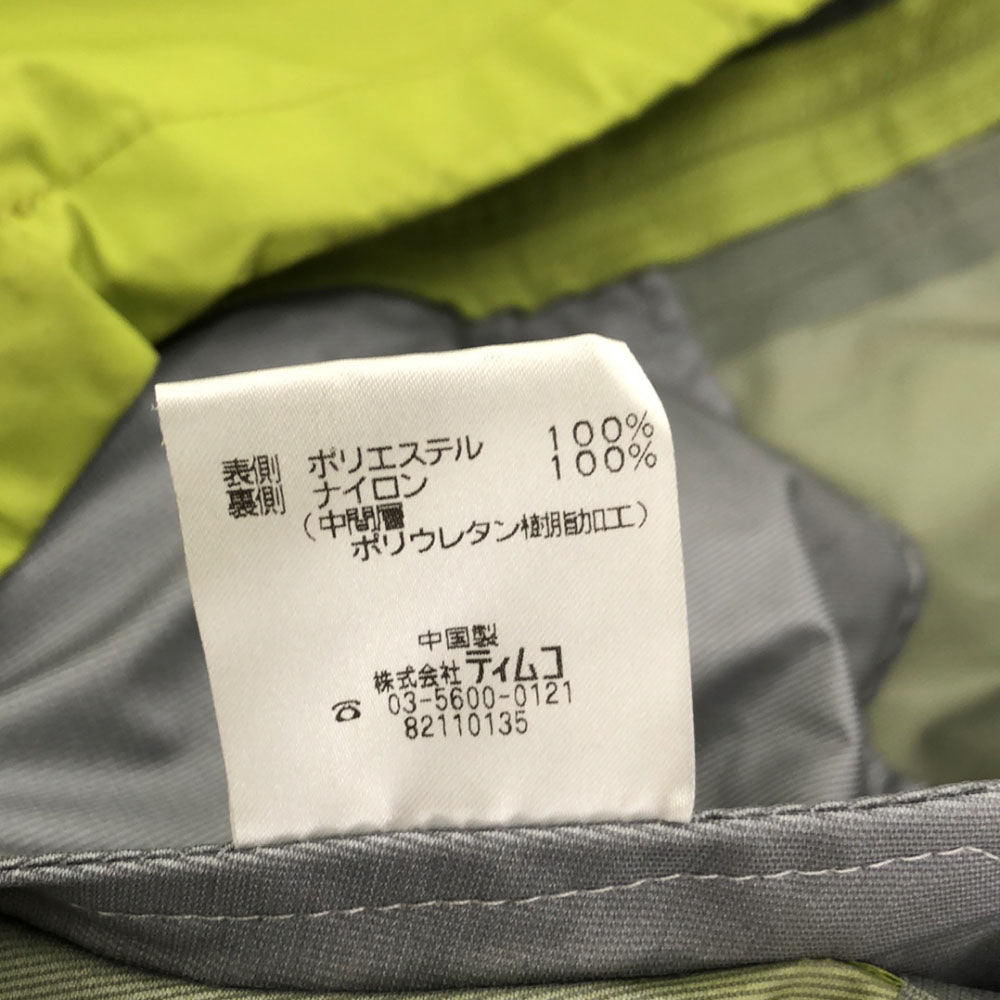 表側 ポリエステル 100%
裏側 ナイロン 100%
(中間層
ポリウレタン樹脂加工)
中国製
株式会社 ティムコ
☎ 03-5600-0121
82110135